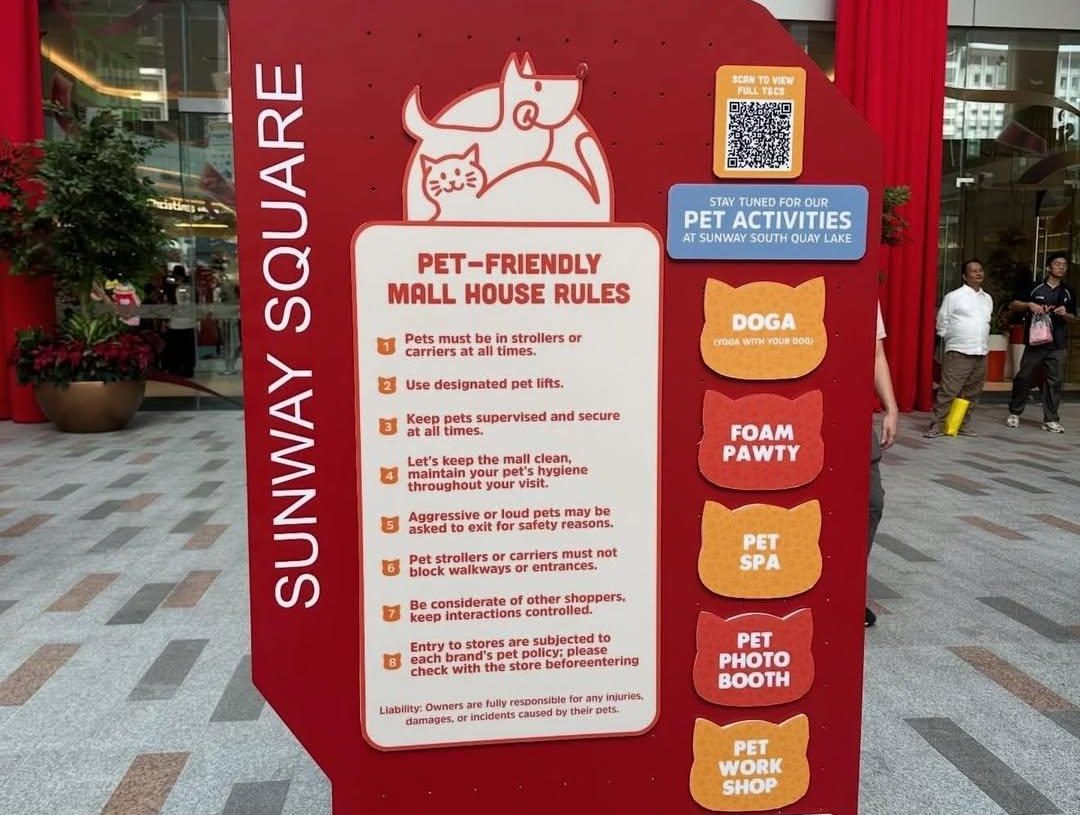 SUNWAY SQUARE
PET-FRIENDLY
MALL HOUSE RULES
1 Pets must be in strollers or
carriers at all times.
2 Use designated pet lifts.
3 Keep pets supervised and secure
at all times.
4 Let's keep the mall clean,
maintain your pet's hygiene
throughout your visit.
5 Aggressive or loud pets may be
asked to exit for safety reasons.
6 Pet strollers or carriers must not
block walkways or entrances.
7 Be considerate of other shoppers,
keep interactions controlled.
8 Entry to stores are subjected to
each brand's pet policy; please
check with the store beforeentering
Liability: Owners are fully responsible for any injuries,
damages, or incidents caused by their pets.
SCAN TO VIEW
FULL T&CS
STAY TUNED FOR OUR
PET ACTIVITIES
AT SUNWAY SOUTH QUAY LAKE
DOGA
(YOGA WITH YOUR DOG)
FOAM
PAWTY
PET
SPA
PET
PHOTO
BOOTH
PET
WORK
SHOP